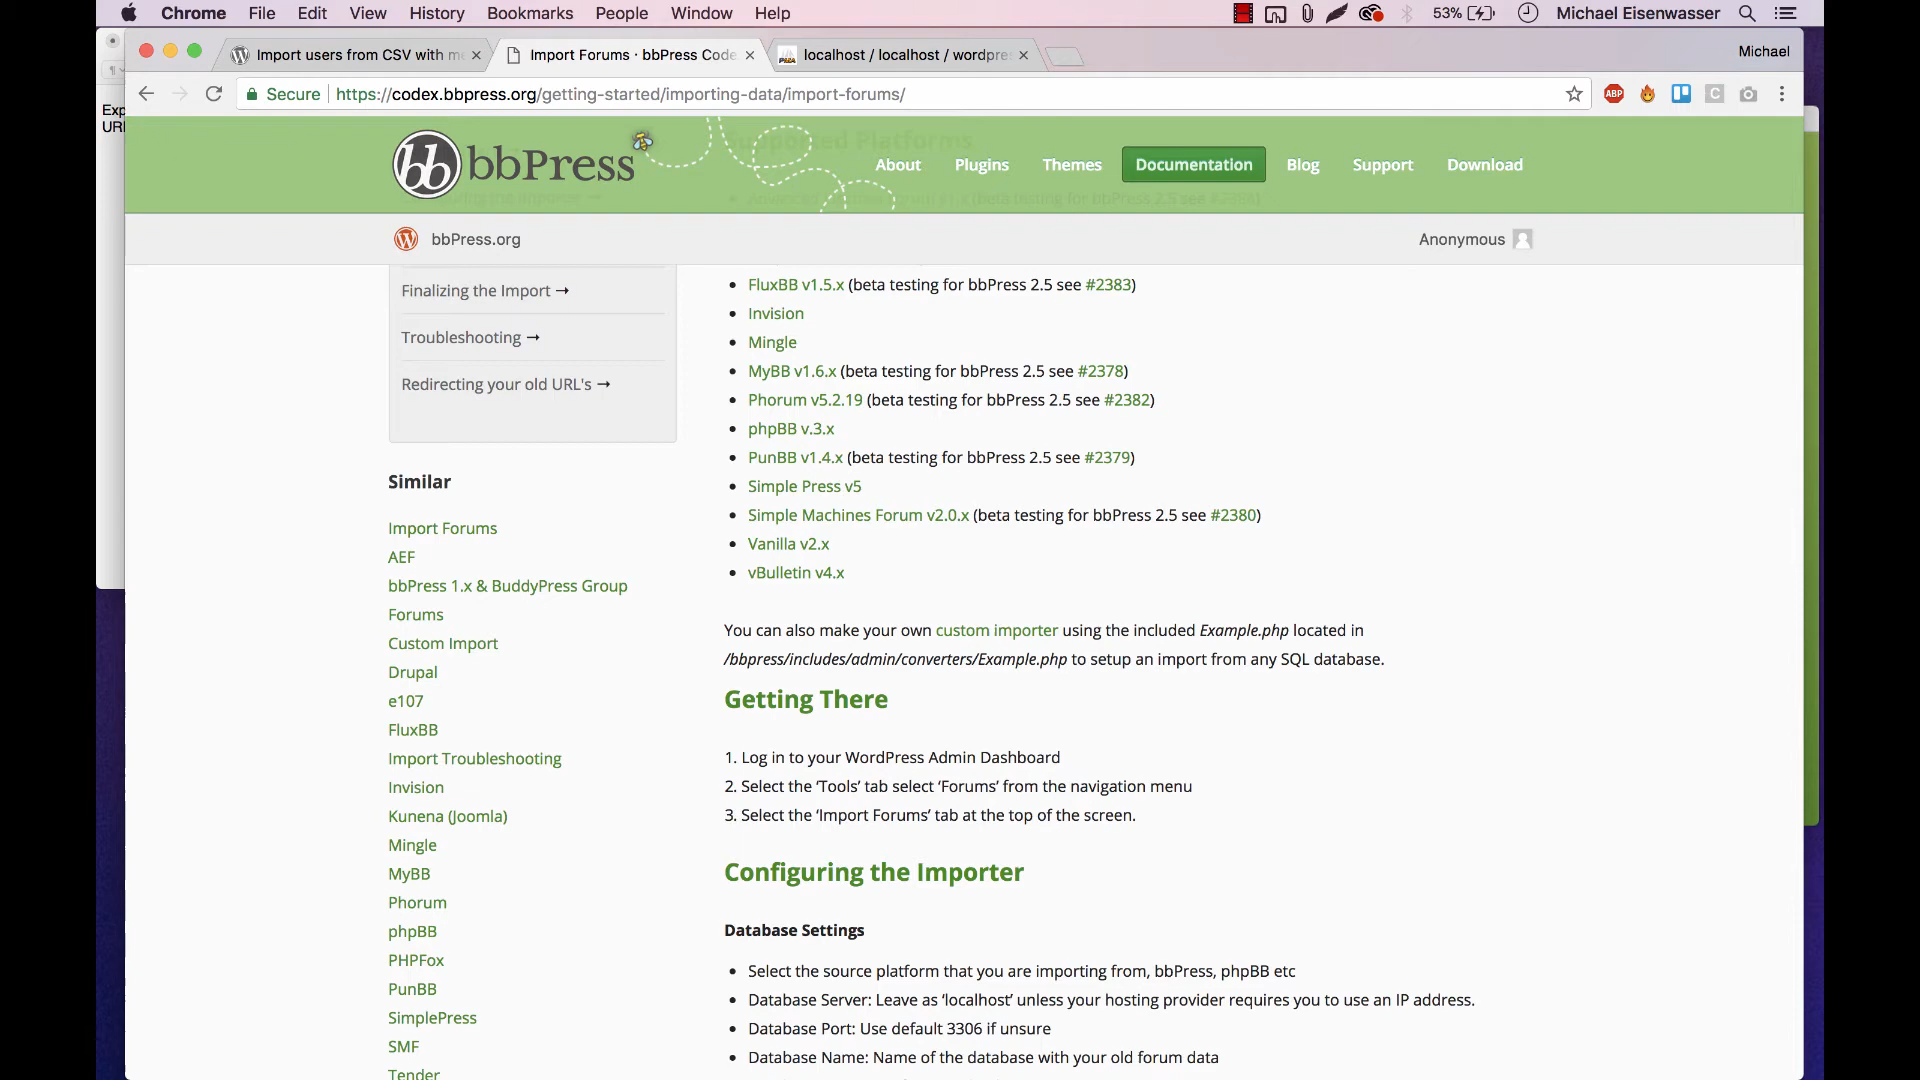 Chrome File Edit View History Bookmarks People Window Help 53% Michael Eisenwasser
Import users from CSV with me Import Forums · bbPress Code localhost / localhost / wordpre Michael
Secure https://codex.bbpress.org/getting-started/importing-data/import-forums/
Exp
URL
Supported Platforms
bb bbPress About Plugins Themes Documentation Blog Support Download
bbPress.org Anonymous
Finalizing the Import →
Troubleshooting →
Redirecting your old URL's →
Similar
Import Forums
AEF
bbPress 1.x & BuddyPress Group
Forums
Custom Import
Drupal
e107
FluxBB
Import Troubleshooting
Invision
Kunena (Joomla)
Mingle
MyBB
Phorum
phpBB
PHPFox
PunBB
SimplePress
SMF
Tender
FluxBB v1.5.x (beta testing for bbPress 2.5 see #2383)
Invision
Mingle
MyBB v1.6.x (beta testing for bbPress 2.5 see #2378)
Phorum v5.2.19 (beta testing for bbPress 2.5 see #2382)
phpBB v.3.x
PunBB v1.4.x (beta testing for bbPress 2.5 see #2379)
Simple Press v5
Simple Machines Forum v2.0.x (beta testing for bbPress 2.5 see #2380)
Vanilla v2.x
vBulletin v4.x
You can also make your own custom importer using the included Example.php located in
/bbpress/includes/admin/converters/Example.php to setup an import from any SQL database.
Getting There
1. Log in to your WordPress Admin Dashboard
2. Select the ‘Tools’ tab select ‘Forums’ from the navigation menu
3. Select the ‘Import Forums’ tab at the top of the screen.
Configuring the Importer
Database Settings
Select the source platform that you are importing from, bbPress, phpBB etc
Database Server: Leave as ‘localhost’ unless your hosting provider requires you to use an IP address.
Database Port: Use default 3306 if unsure
Database Name: Name of the database with your old forum data